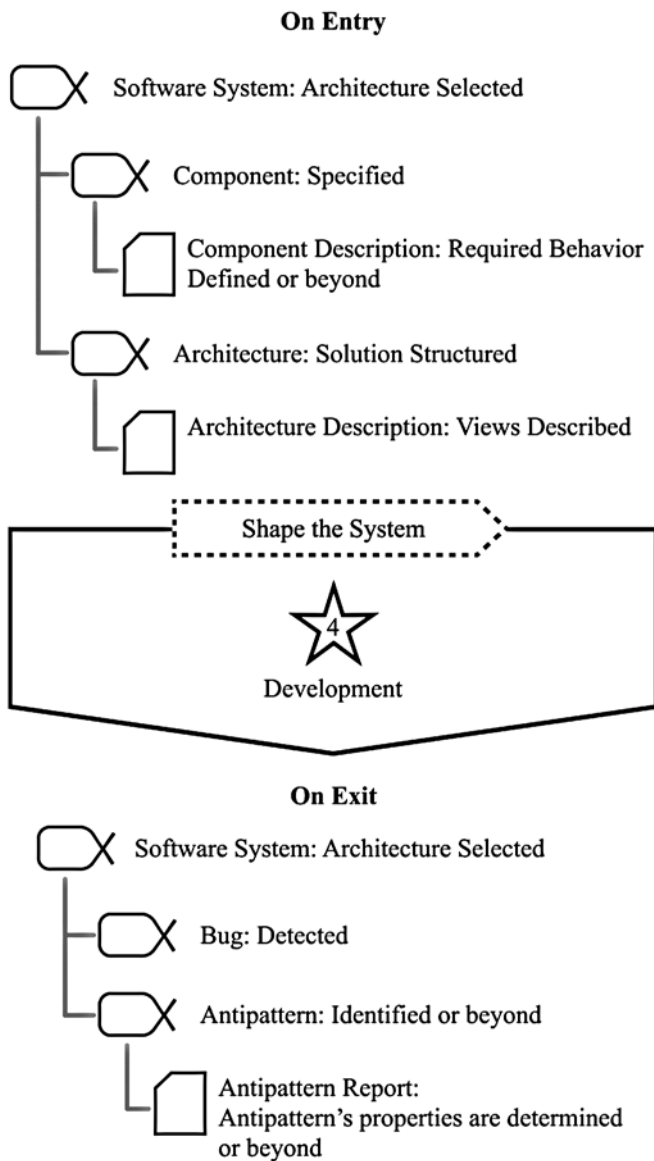 On Entry
Software System: Architecture Selected
Component: Specified
Component Description: Required Behavior
Defined or beyond
Architecture: Solution Structured
Architecture Description: Views Described
Shape the System
4
Development
On Exit
Software System: Architecture Selected
Bug: Detected
Antipattern: Identified or beyond
Antipattern Report:
Antipattern’s properties are determined
or beyond